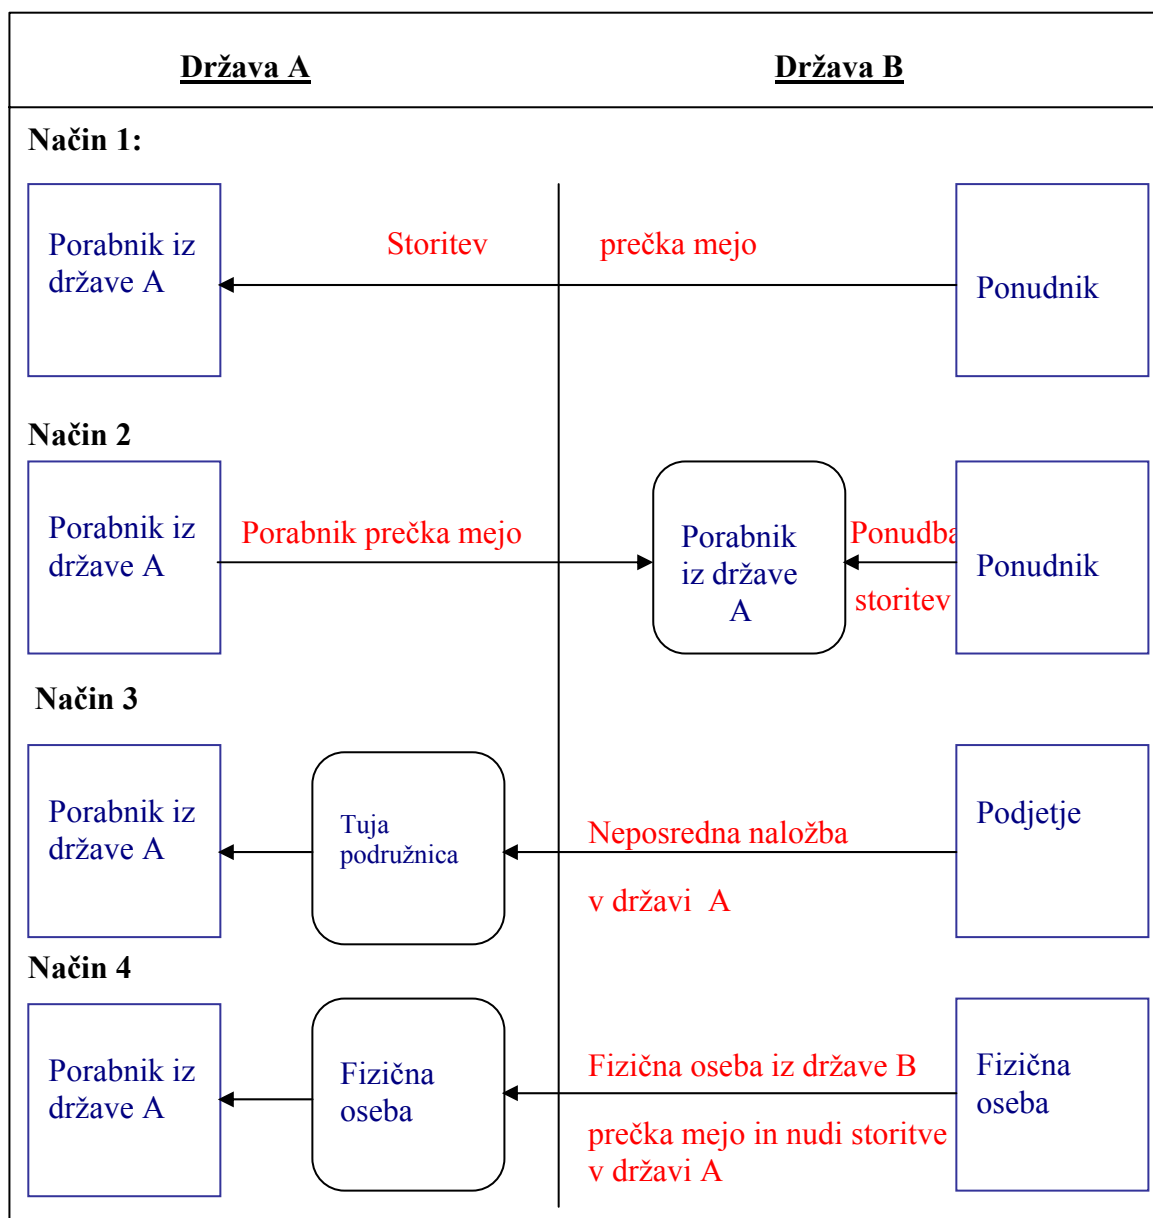 Država A
Država B
Način 1:
Porabnik iz
države A
Storitev
prečka mejo
Ponudnik
Način 2
Porabnik iz
države A
Porabnik prečka mejo
Porabnik
iz države
A
Ponudba
storitev
Ponudnik
Način 3
Porabnik iz
države A
Tuja
podružnica
Neposredna naložba
v državi A
Podjetje
Način 4
Porabnik iz
države A
Fizična
oseba
Fizična oseba iz države B
prečka mejo in nudi storitve
v državi A
Fizična
oseba